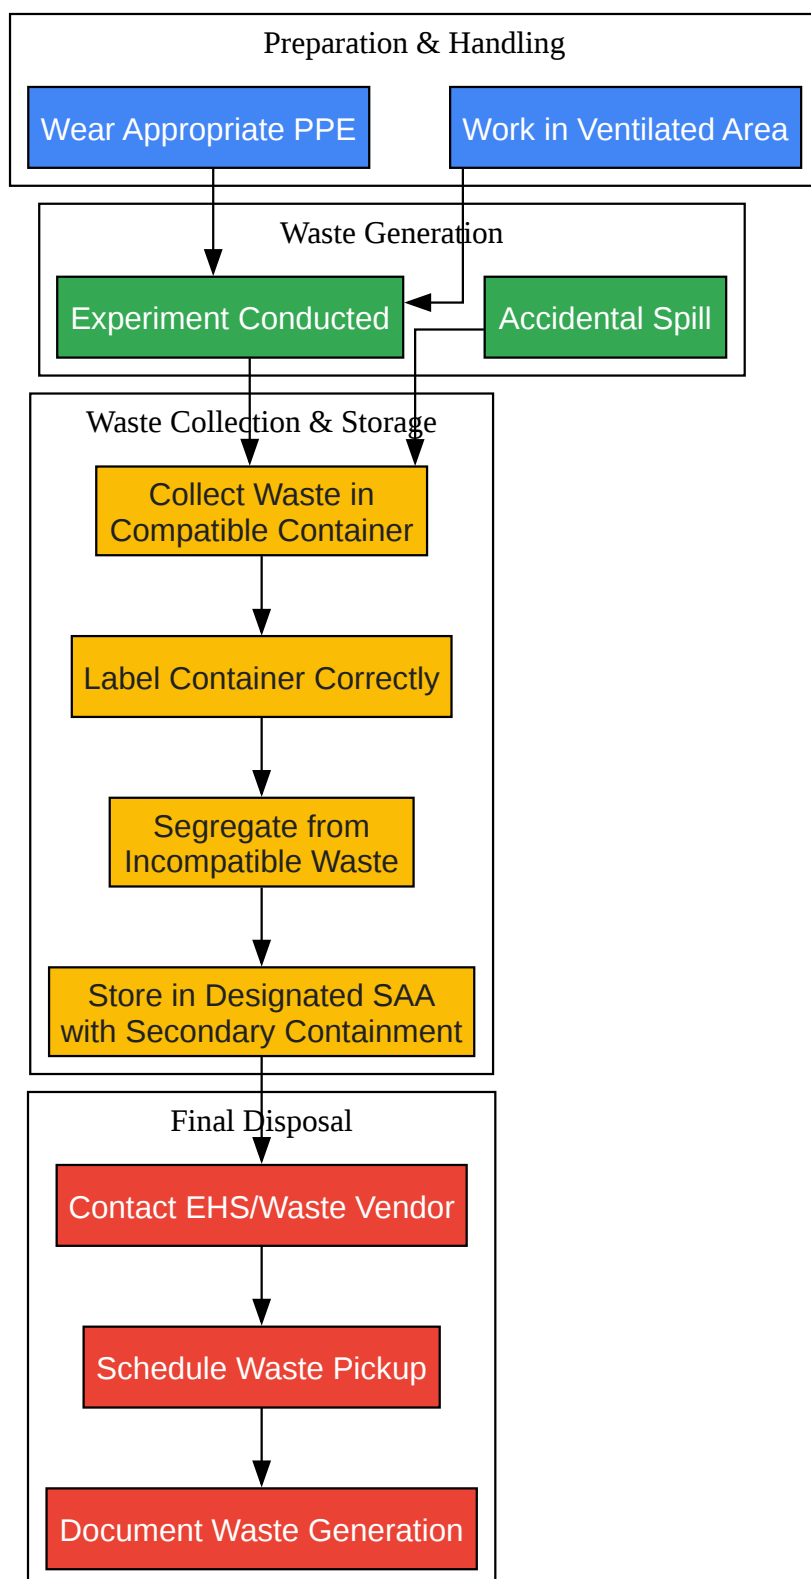 Preparation & Handling
Wear Appropriate PPE
Work in Ventilated Area
Waste Generation
Experiment Conducted
Accidental Spill
Waste Collection & Storage
Collect Waste in
Compatible Container
Label Container Correctly
Segregate from
Incompatible Waste
Store in Designated SAA
with Secondary Containment
Final Disposal
Contact EHS/Waste Vendor
Schedule Waste Pickup
Document Waste Generation